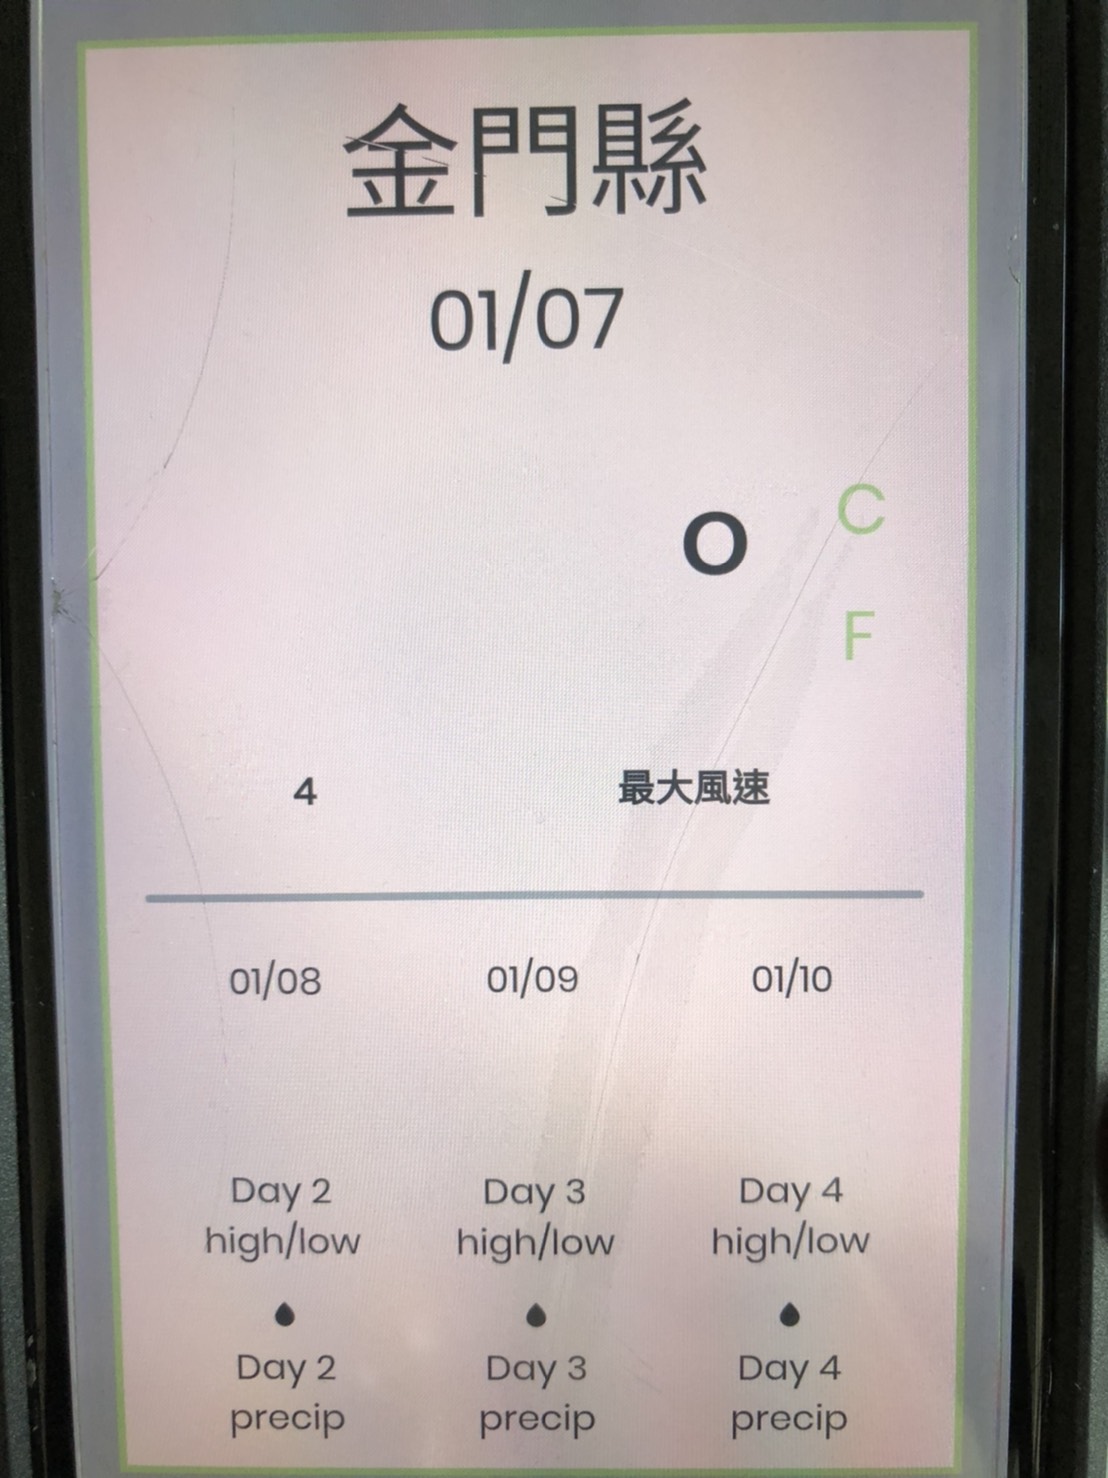 金門縣
01/07
C
O
F
4 最大風速
01/08 01/09 01/10
Day 2 Day 3 Day 4
high/low high/low high/low
Day 2 Day 3 Day 4
precip precip precip